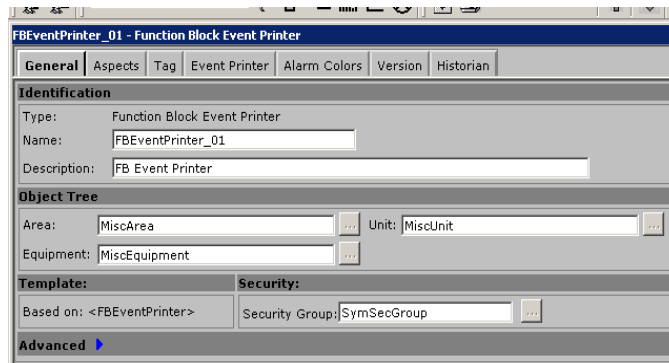 FBEventPrinter_01 - Function Block Event Printer
General Aspects Tag Event Printer Alarm Colors Version Historian
Identification
Type: Function Block Event Printer
Name: FBEventPrinter_01
Description: FB Event Printer
Object Tree
Area: MiscArea ... Unit: MiscUnit ...
Equipment: MiscEquipment ...
Template: Security:
Based on: <FBEventPrinter> Security Group: SymSecGroup ...
Advanced